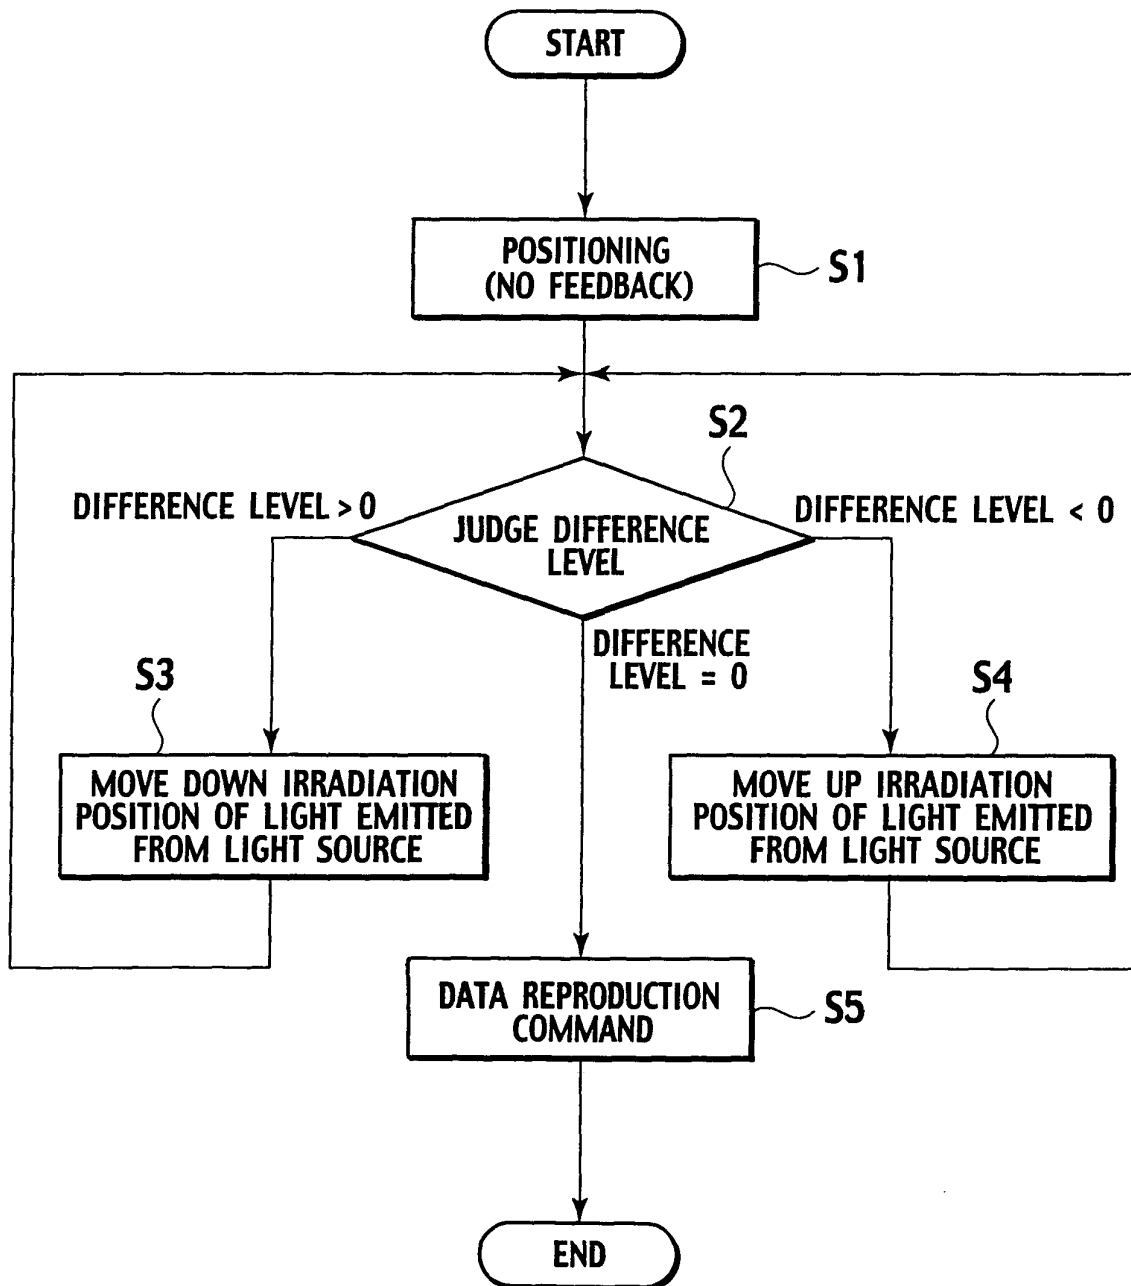 START
POSITIONING
(NO FEEDBACK)
S1
S2
DIFFERENCE LEVEL > 0
DIFFERENCE LEVEL < 0
JUDGE DIFFERENCE
LEVEL
DIFFERENCE
LEVEL = 0
S3
S4
MOVE DOWN IRRADIATION
POSITION OF LIGHT EMITTED
FROM LIGHT SOURCE
MOVE UP IRRADIATION
POSITION OF LIGHT EMITTED
FROM LIGHT SOURCE
DATA REPRODUCTION
COMMAND
S5
END